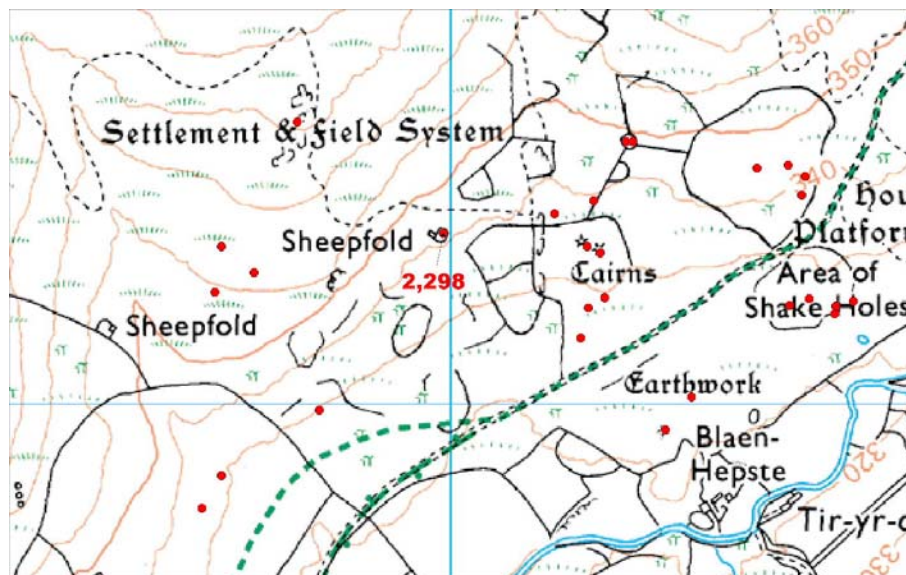 360
350
Settlement & Field System
340
Hou
Platfor
Sheepfold
2,298
Cairns
Area of
Shake Holes
Sheepfold
Earthwork
Blaen-
Hepste
320
Tir-yr-
330